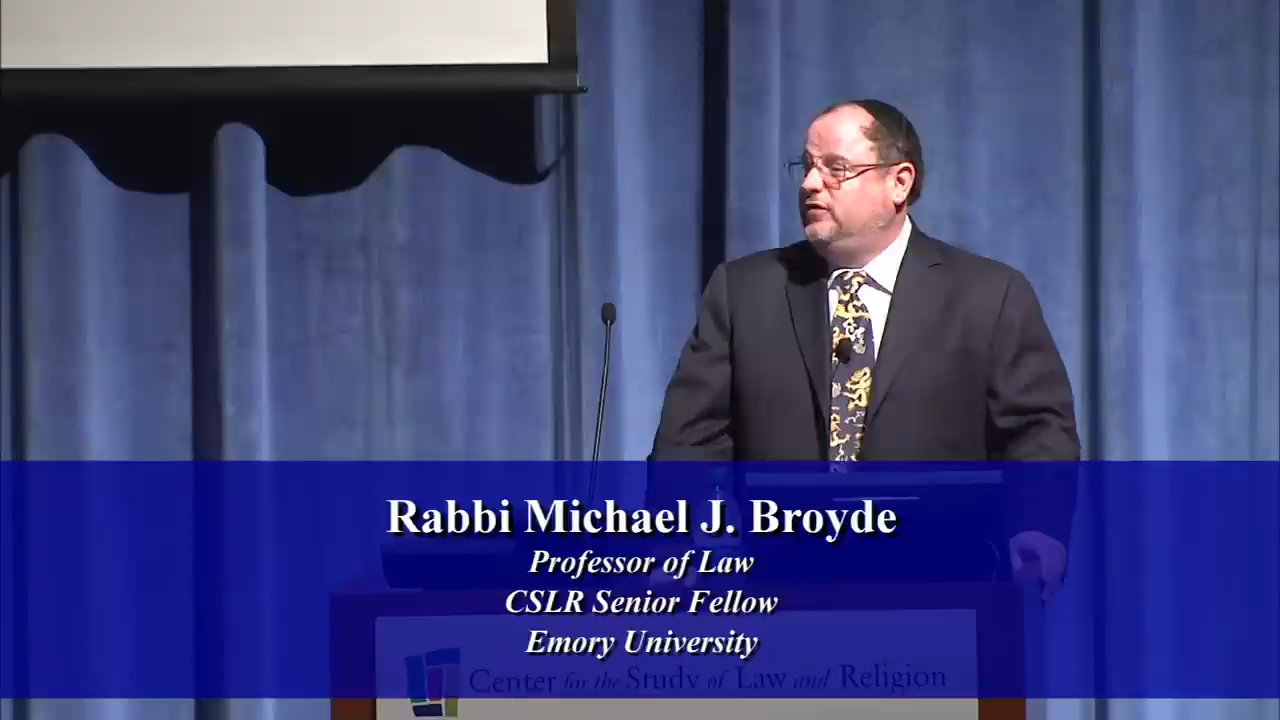 Rabbi Michael J. Broyde
Professor of Law
CSLR Senior Fellow
Emory University
Center for the Study of Law and Religion